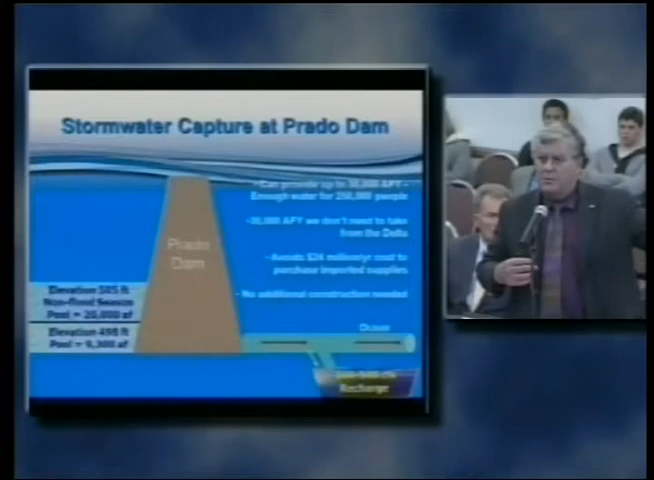 Stormwater Capture at Prado Dam
-Can provide up to 30,000 AFY -
Enough water for 250,000 people
-30,000 AFY we don't need to take
from the Delta
-Avoids $24 million/yr cost to
purchase imported supplies
- No additional construction needed
Prado
Dam
Elevation 505 ft
Non-flood Season
Pool = 20,000 af
Elevation 498 ft
Pool = 9,300 af
Ocean
Recharge